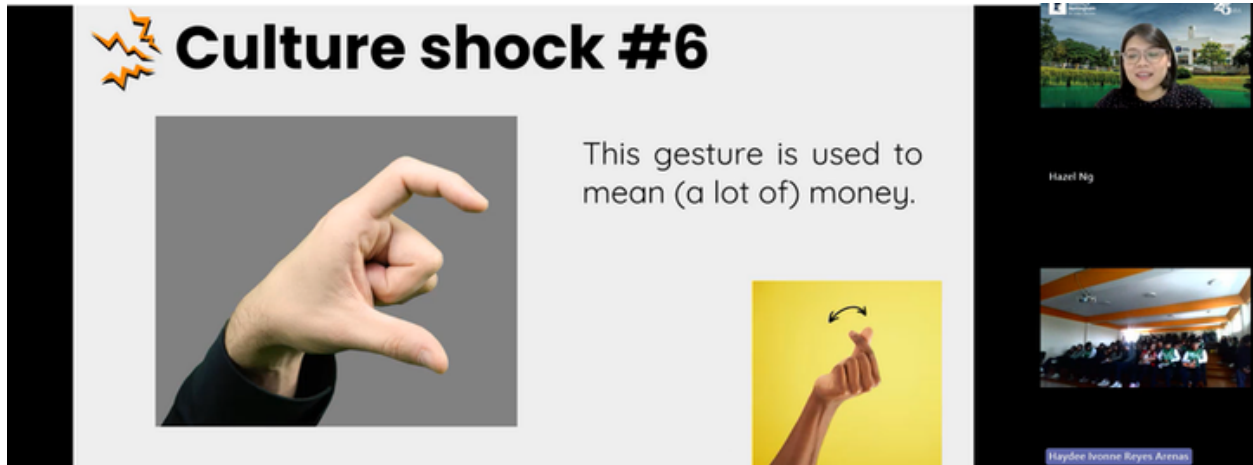 Culture shock #6
This gesture is used to
mean (a lot of) money.
Hazel Ng
Haydee Ivonne Reyes Arenas